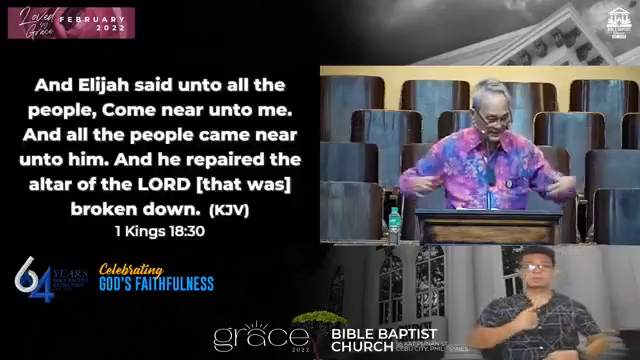 Loved by Grace
FEBRUARY
2022
And Elijah said unto all the
people, Come near unto me.
And all the people came near
unto him. And he repaired the
altar of the LORD [that was]
broken down. (KJV)
1 Kings 18:30
64 YEARS
Celebrating
GOD'S FAITHFULNESS
grace
2022
BIBLE BAPTIST
CHURCH
CEBU CITY, PHILIPPINES